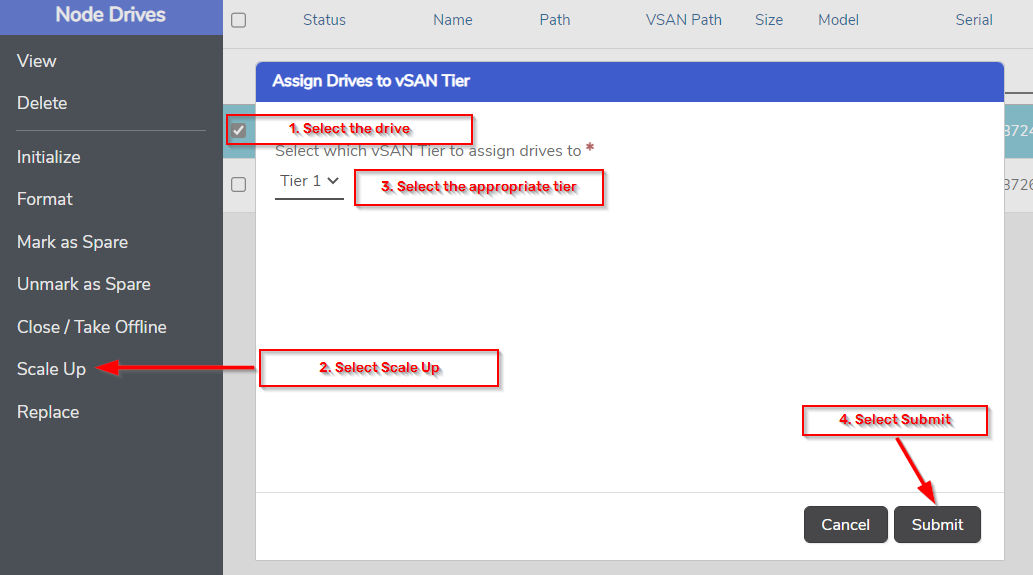 Node Drives
View
Delete
Initialize
Format
Mark as Spare
Unmark as Spare
Close / Take Offline
Scale Up
Replace
Status Name Path VSAN Path Size Model Serial
Assign Drives to vSAN Tier
1. Select the drive
Select which vSAN Tier to assign drives to *
Tier 1
3. Select the appropriate tier
2. Select Scale Up
4. Select Submit
Cancel Submit